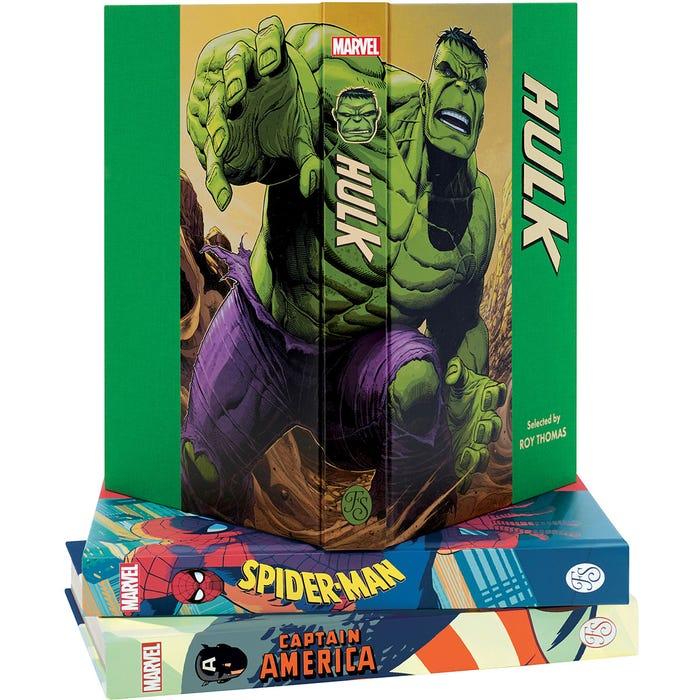 MARVEL
HULK
HULK
Selected by
ROY THOMAS
FS
MARVEL
SPIDER-MAN
FS
MARVEL
A
CAPTAIN
AMERICA
FS